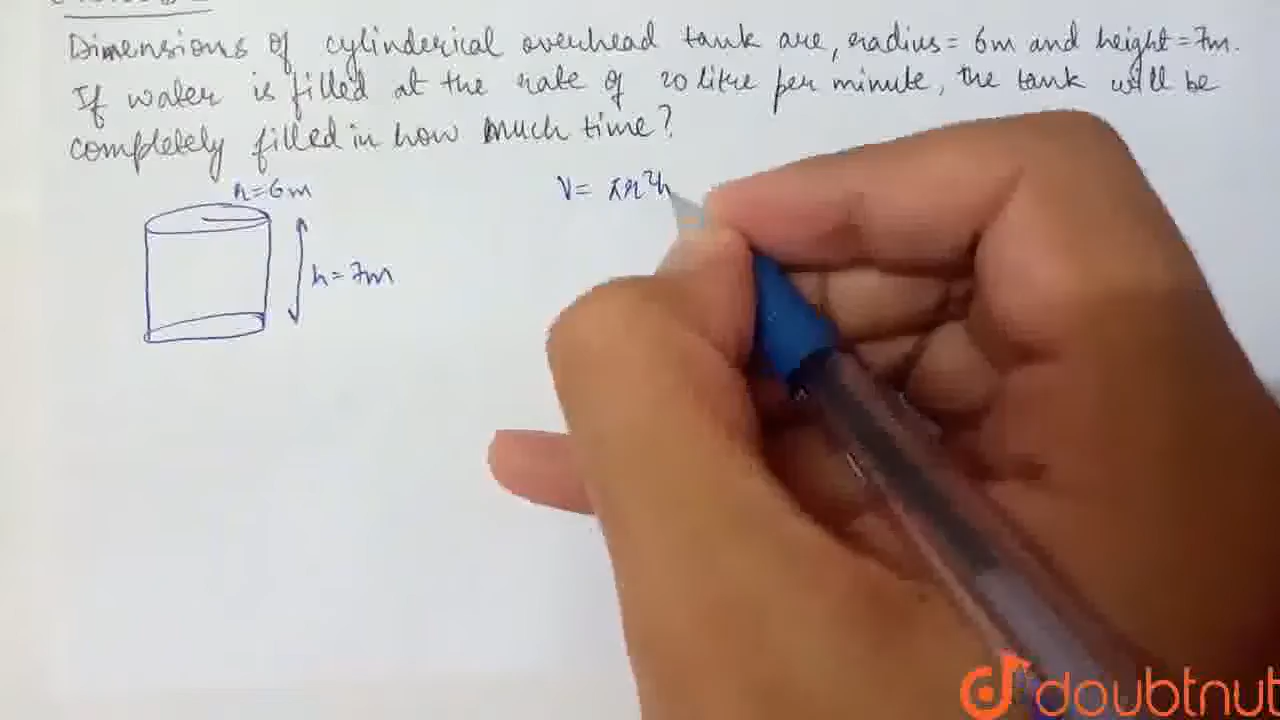 Dimensions of cylinderical overhead tank are, radius = 6m and height = 7m.
If water is filled at the rate of 20 litre per minute, the tank will be
completely filled in how much time?
r=6m
V= πr²h
h=7m
doubtnut